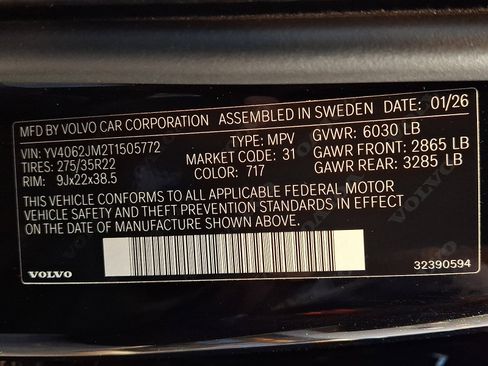 MFD BY VOLVO CAR CORPORATION ASSEMBLED IN SWEDEN DATE: 01/26
VIN: YV4062JM2T1505772 TYPE: MPV GVWR: 6030 LB
TIRES: 275/35R22 MARKET CODE: 31 GAWR FRONT: 2865 LB
RIM: 9Jx22x38.5 COLOR: 717 GAWR REAR: 3285 LB
THIS VEHICLE CONFORMS TO ALL APPLICABLE FEDERAL MOTOR
VEHICLE SAFETY AND THEFT PREVENTION STANDARDS IN EFFECT
ON DATE OF MANUFACTURE SHOWN ABOVE.
VOLVO 32390594